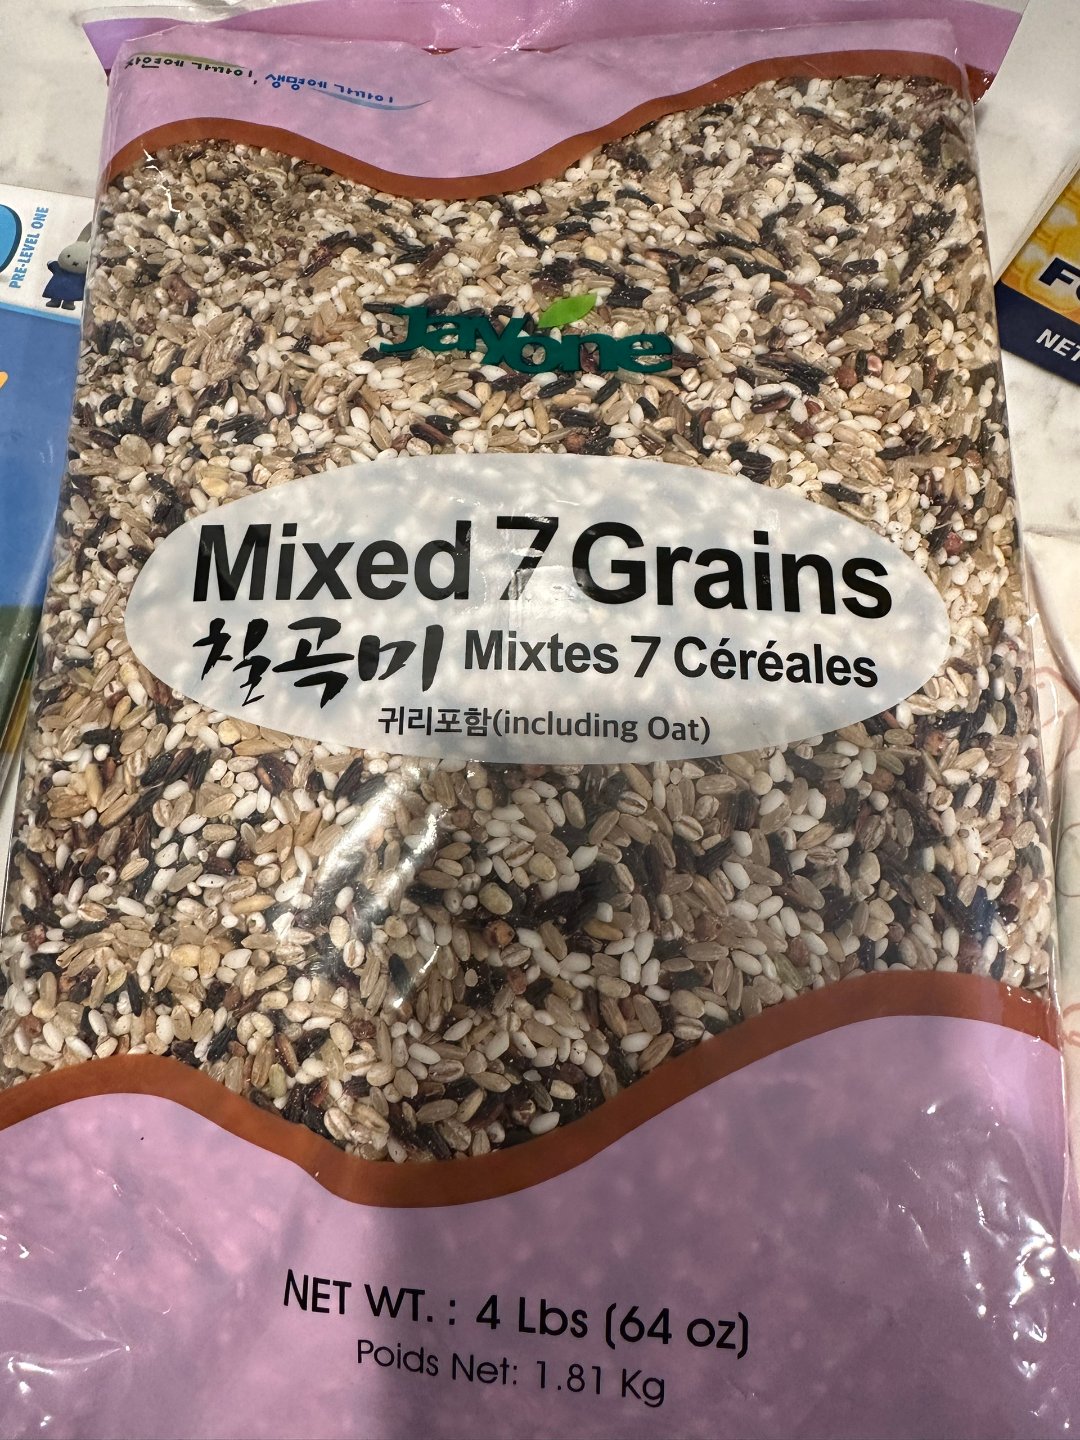 자연에 가까이, 생명에 가까이
PRE-LEVEL ONE
Jayone
NET
Mixed 7 Grains
칠곡미 Mixtes 7 Céréales
귀리포함(including Oat)
NET WT. : 4 Lbs (64 oz)
Poids Net: 1.81 Kg